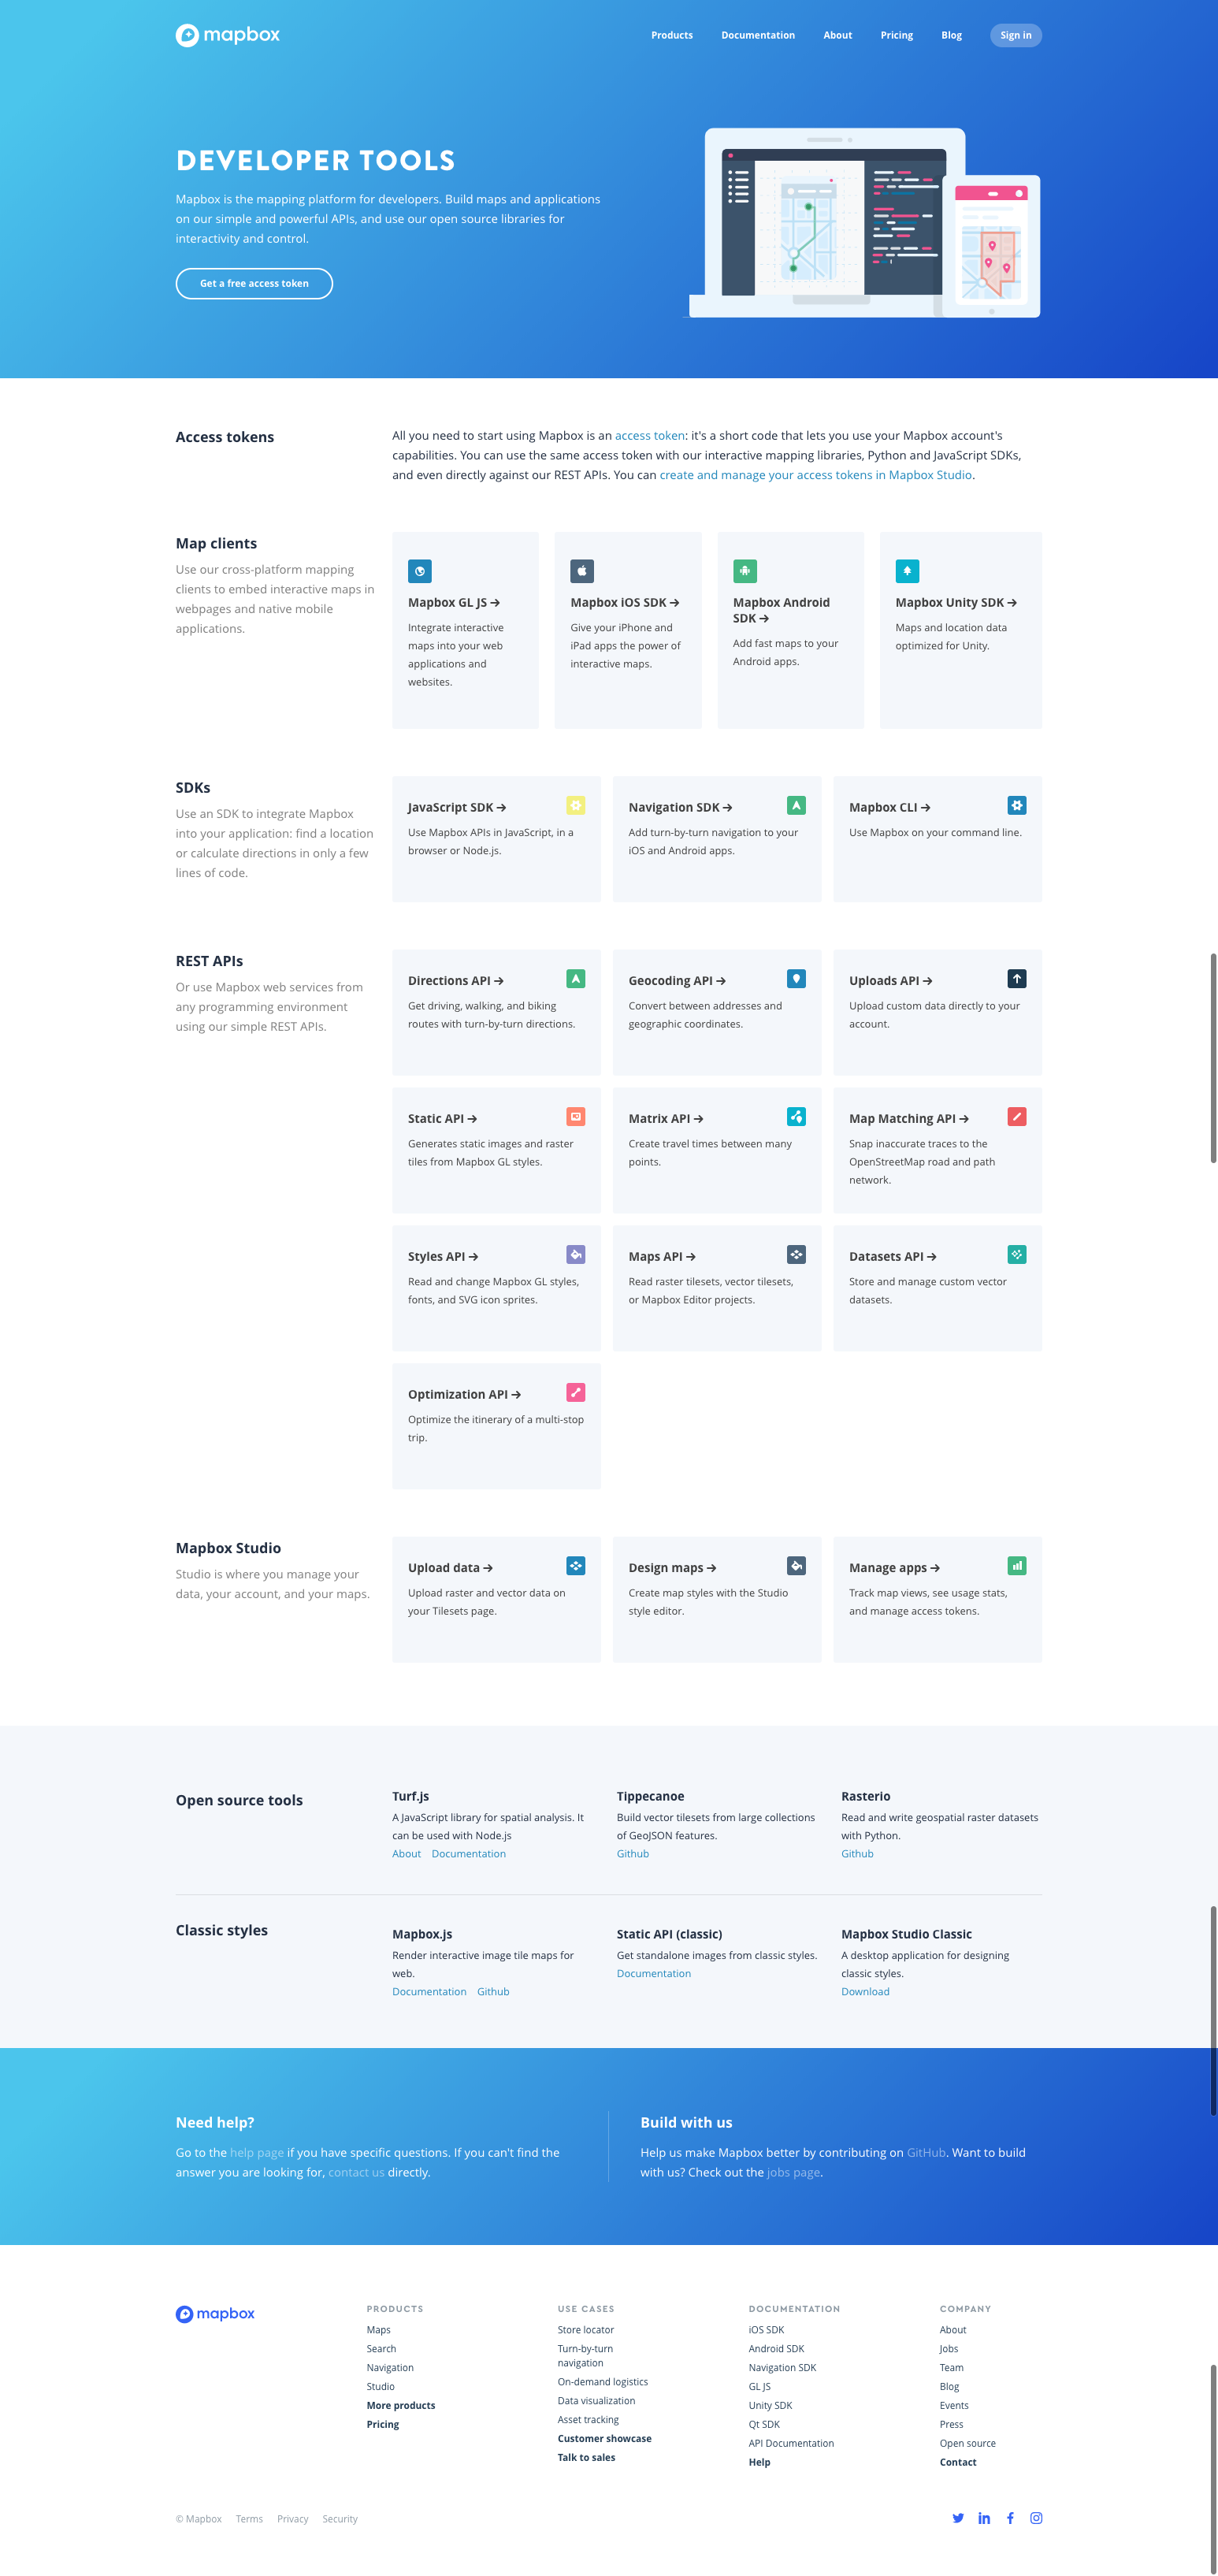 mapbox
Products
Documentation
About
Pricing
Blog
Sign in
DEVELOPER TOOLS
Mapbox is the mapping platform for developers. Build maps and applications
on our simple and powerful APIs, and use our open source libraries for
interactivity and control.
Get a free access token
Access tokens
All you need to start using Mapbox is an access token: it's a short code that lets you use your Mapbox account's
capabilities. You can use the same access token with our interactive mapping libraries, Python and JavaScript SDKs,
and even directly against our REST APIs. You can create and manage your access tokens in Mapbox Studio.
Map clients
Use our cross-platform mapping
clients to embed interactive maps in
webpages and native mobile
applications.
Mapbox GL JS →
Integrate interactive
maps into your web
applications and
websites.
Mapbox iOS SDK →
Give your iPhone and
iPad apps the power of
interactive maps.
Mapbox Android
SDK →
Add fast maps to your
Android apps.
Mapbox Unity SDK →
Maps and location data
optimized for Unity.
SDKs
Use an SDK to integrate Mapbox
into your application: find a location
or calculate directions in only a few
lines of code.
JavaScript SDK →
Use Mapbox APIs in JavaScript, in a
browser or Node.js.
Navigation SDK →
Add turn-by-turn navigation to your
iOS and Android apps.
Mapbox CLI →
Use Mapbox on your command line.
REST APIs
Or use Mapbox web services from
any programming environment
using our simple REST APIs.
Directions API →
Get driving, walking, and biking
routes with turn-by-turn directions.
Geocoding API →
Convert between addresses and
geographic coordinates.
Uploads API →
Upload custom data directly to your
account.
Static API →
Generates static images and raster
tiles from Mapbox GL styles.
Matrix API →
Create travel times between many
points.
Map Matching API →
Snap inaccurate traces to the
OpenStreetMap road and path
network.
Styles API →
Read and change Mapbox GL styles,
fonts, and SVG icon sprites.
Maps API →
Read raster tilesets, vector tilesets,
or Mapbox Editor projects.
Datasets API →
Store and manage custom vector
datasets.
Optimization API →
Optimize the itinerary of a multi-stop
trip.
Mapbox Studio
Studio is where you manage your
data, your account, and your maps.
Upload data →
Upload raster and vector data on
your Tilesets page.
Design maps →
Create map styles with the Studio
style editor.
Manage apps →
Track map views, see usage stats,
and manage access tokens.
Open source tools
Turf.js
A JavaScript library for spatial analysis. It
can be used with Node.js
About Documentation
Tippecanoe
Build vector tilesets from large collections
of GeoJSON features.
Github
Rasterio
Read and write geospatial raster datasets
with Python.
Github
Classic styles
Mapbox.js
Render interactive image tile maps for
web.
Documentation Github
Static API (classic)
Get standalone images from classic styles.
Documentation
Mapbox Studio Classic
A desktop application for designing
classic styles.
Download
Need help?
Go to the help page if you have specific questions. If you can't find the
answer you are looking for, contact us directly.
Build with us
Help us make Mapbox better by contributing on GitHub. Want to build
with us? Check out the jobs page.
mapbox
PRODUCTS
Maps
Search
Navigation
Studio
More products
Pricing
USE CASES
Store locator
Turn-by-turn
navigation
On-demand logistics
Data visualization
Asset tracking
Customer showcase
Talk to sales
DOCUMENTATION
iOS SDK
Android SDK
Navigation SDK
GL JS
Unity SDK
Qt SDK
API Documentation
Help
COMPANY
About
Jobs
Team
Blog
Events
Press
Open source
Contact
© Mapbox Terms Privacy Security